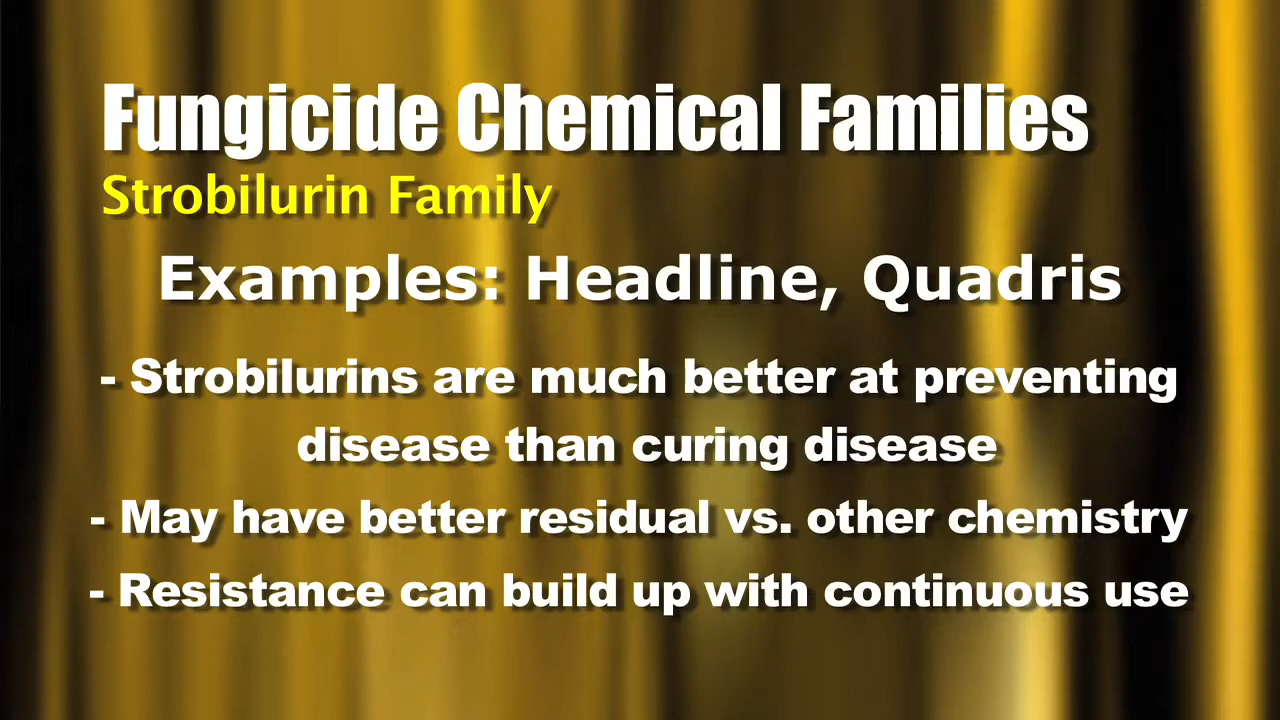 Fungicide Chemical Families
Strobilurin Family
Examples: Headline, Quadris
- Strobilurins are much better at preventing
disease than curing disease
- May have better residual vs. other chemistry
- Resistance can build up with continuous use